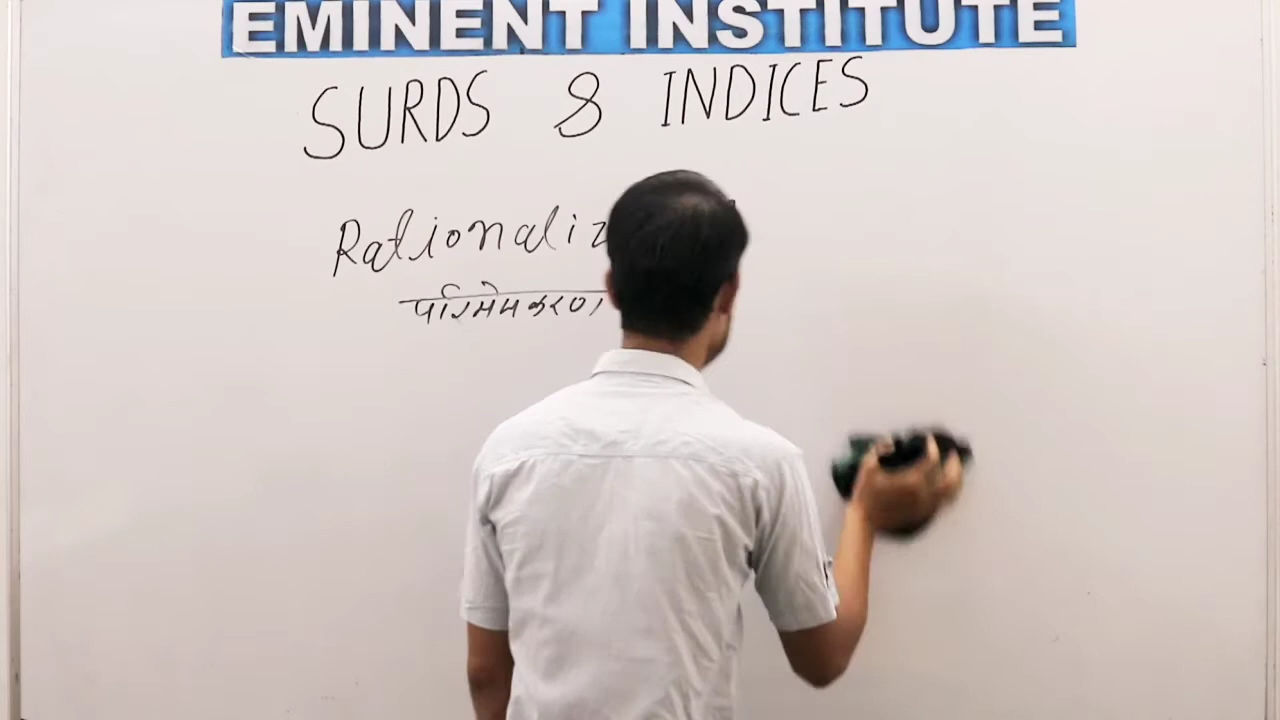 EMINENT INSTITUTE
SURDS & INDICES
Rationaliz
परिमेयकरण